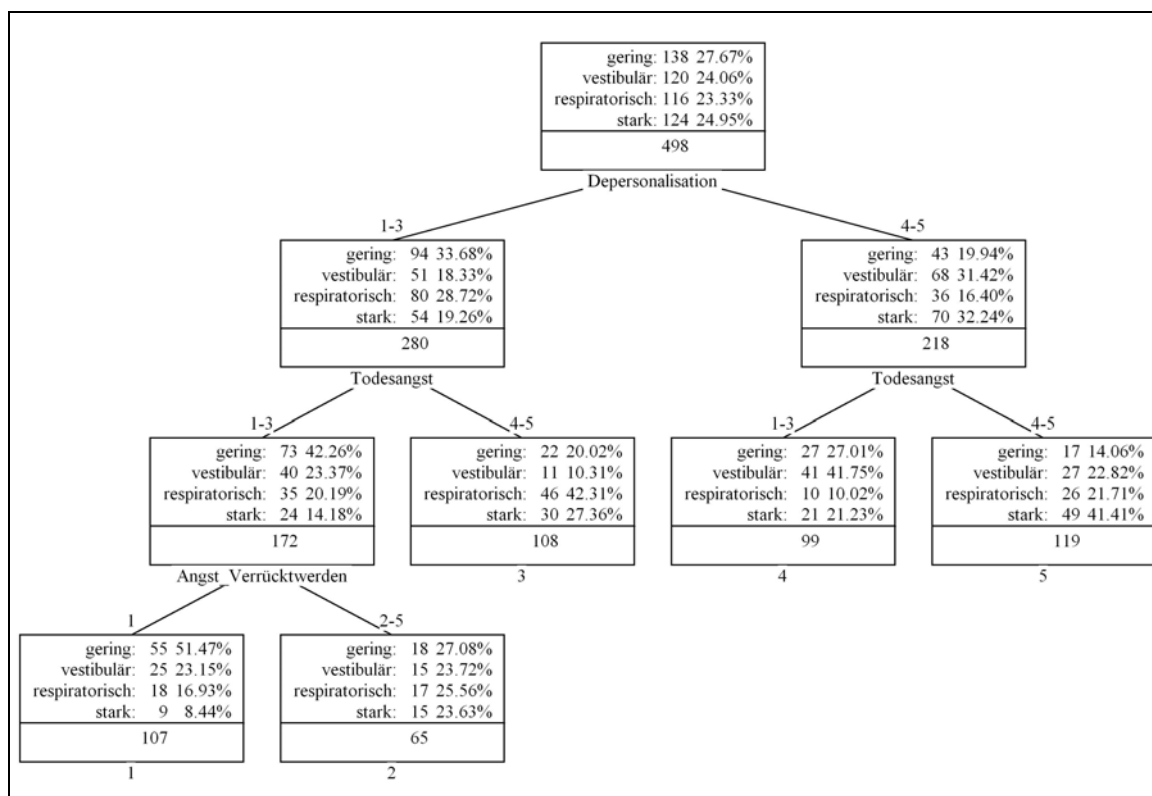 gering: 138 27.67%
vestibulär: 120 24.06%
respiratorisch: 116 23.33%
stark: 124 24.95%
498
Depersonalisation
1-3
gering: 94 33.68%
vestibulär: 51 18.33%
respiratorisch: 80 28.72%
stark: 54 19.26%
280
Todesangst
4-5
gering: 43 19.94%
vestibulär: 68 31.42%
respiratorisch: 36 16.40%
stark: 70 32.24%
218
Todesangst
1-3
gering: 73 42.26%
vestibulär: 40 23.37%
respiratorisch: 35 20.19%
stark: 24 14.18%
172
Angst_Verrücktwerden
4-5
gering: 22 20.02%
vestibulär: 11 10.31%
respiratorisch: 46 42.31%
stark: 30 27.36%
108
3
1-3
gering: 27 27.01%
vestibulär: 41 41.75%
respiratorisch: 10 10.02%
stark: 21 21.23%
99
4
4-5
gering: 17 14.06%
vestibulär: 27 22.82%
respiratorisch: 26 21.71%
stark: 49 41.41%
119
5
1
gering: 55 51.47%
vestibulär: 25 23.15%
respiratorisch: 18 16.93%
stark: 9 8.44%
107
1
2-5
gering: 18 27.08%
vestibulär: 15 23.72%
respiratorisch: 17 25.56%
stark: 15 23.63%
65
2